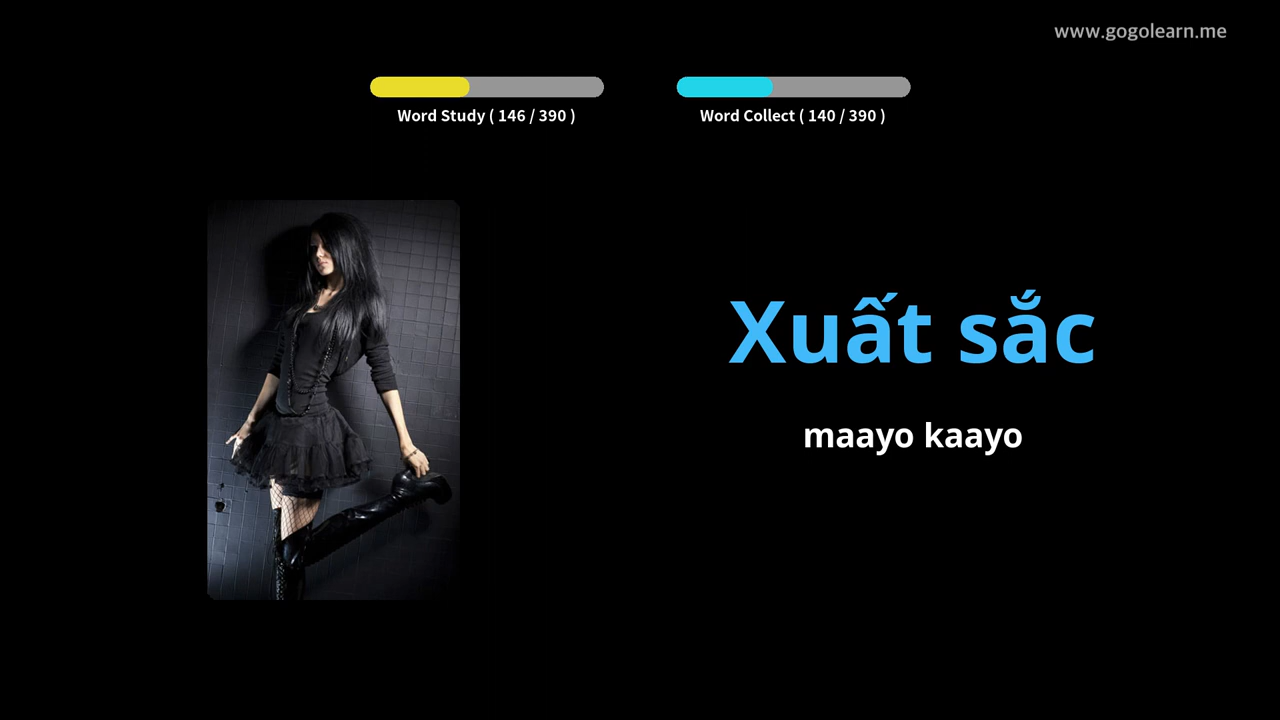 www.gogolearn.me
Word Study ( 146 / 390 )
Word Collect ( 140 / 390 )
Xuất sắc
maayo kaayo